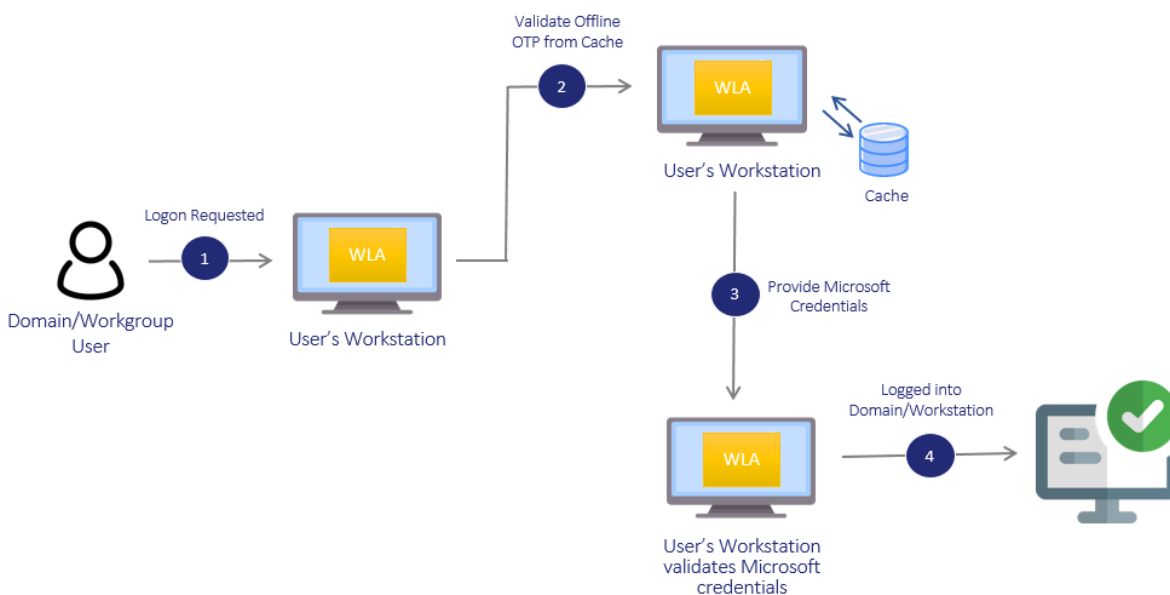 Logon Requested
1
Domain/Workgroup
User
WLA
User's Workstation
Validate Offline
OTP from Cache
2
WLA
User's Workstation
Cache
3
Provide Microsoft
Credentials
WLA
User's Workstation
validates Microsoft
credentials
Logged into
Domain/Workstation
4